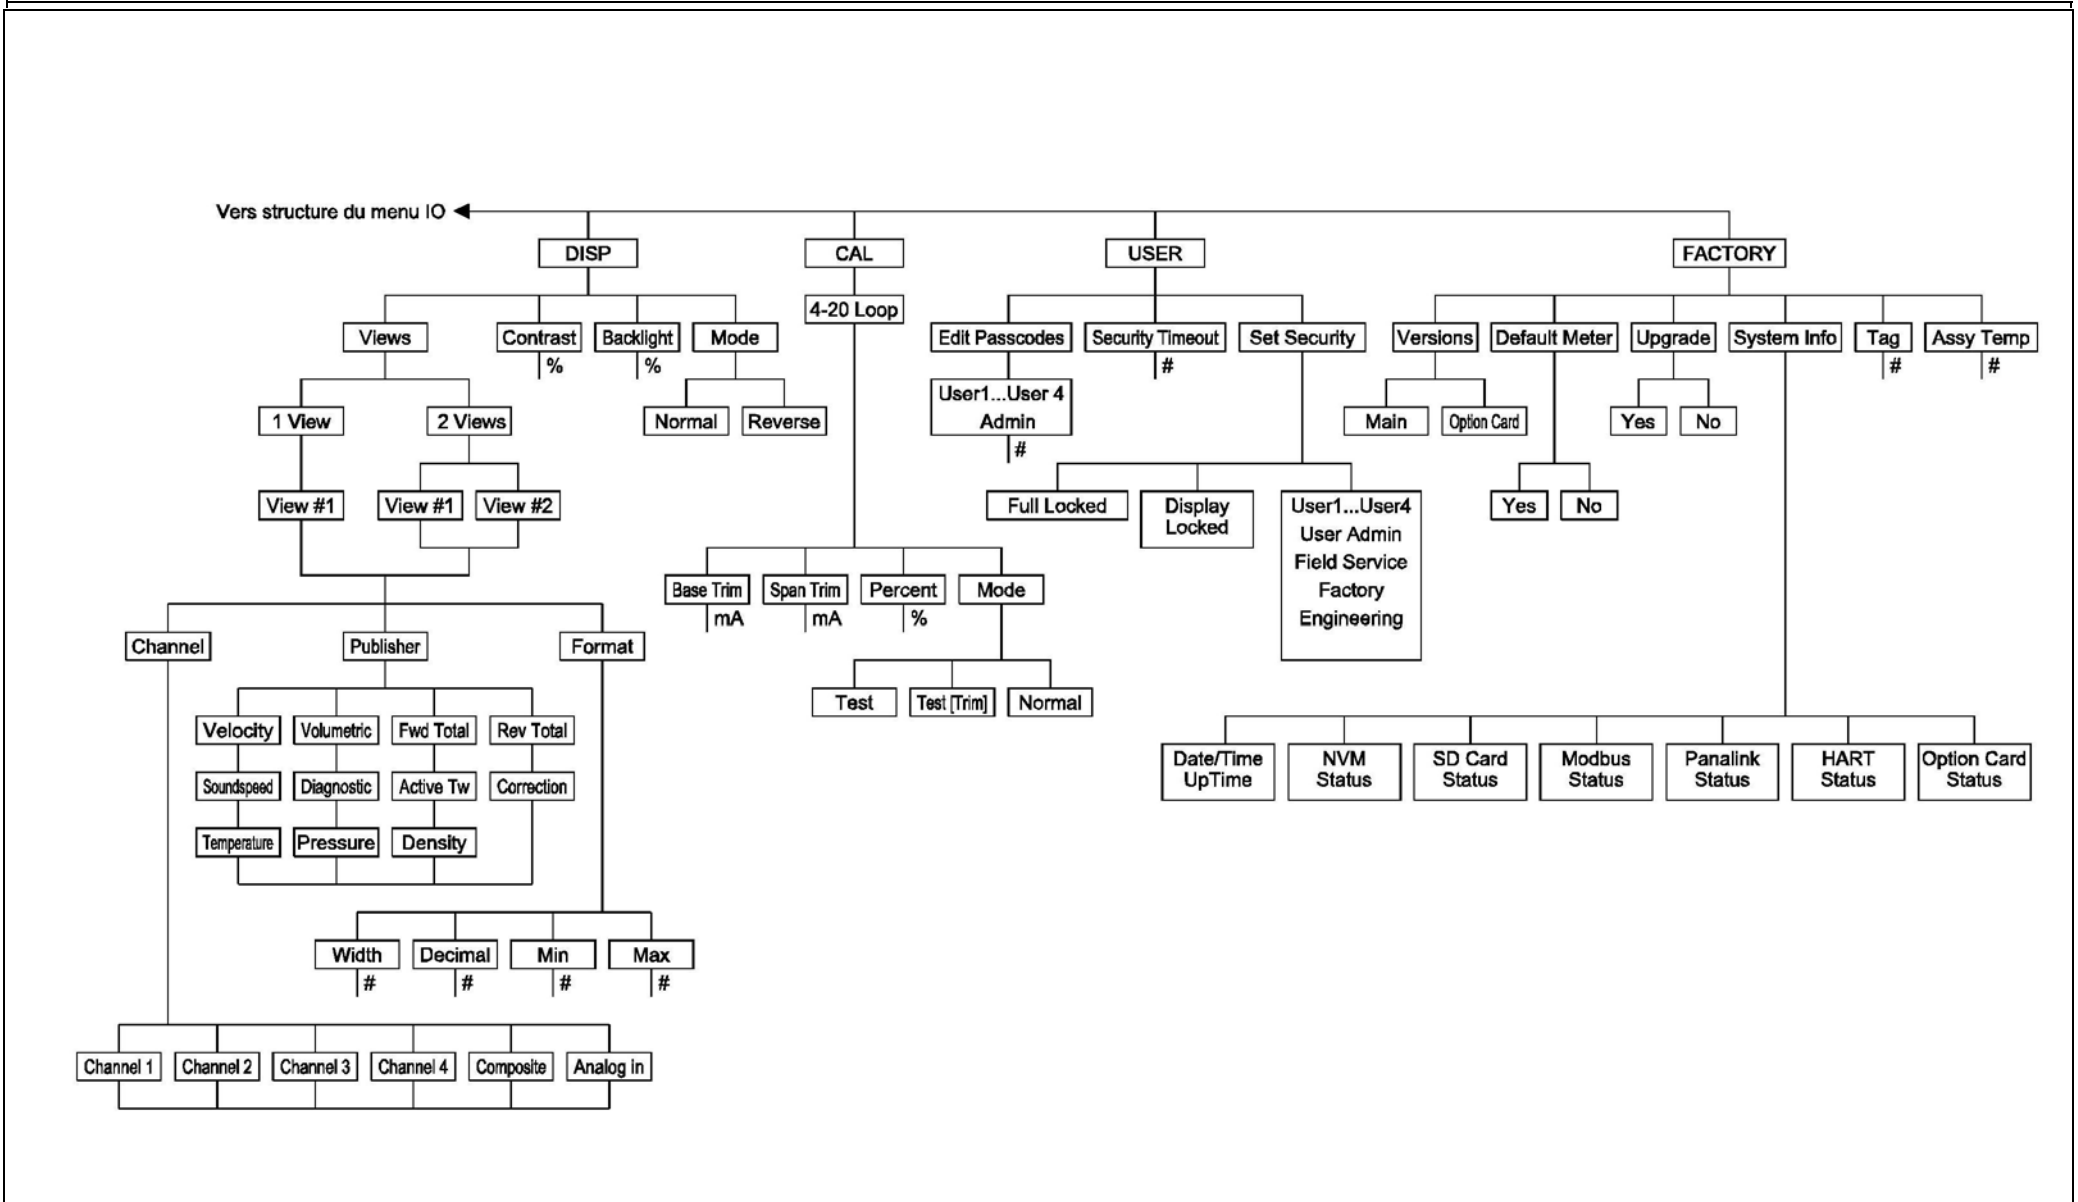 Vers structure du menu IO
DISP
CAL
USER
FACTORY
4-20 Loop
Views
Contrast
Backlight
Mode
Edit Passcodes
Security Timeout
Set Security
Versions
Default Meter
Upgrade
System Info
Tag
Assy Temp
%
%
#
#
#
1 View
2 Views
Normal
Reverse
User1...User 4
Admin
#
Main
Option Card
Yes
No
View #1
View #1
View #2
Full Locked
Display
Locked
User1...User4
User Admin
Field Service
Factory
Engineering
Yes
No
Base Trim
Span Trim
Percent
Mode
mA
mA
%
Channel
Publisher
Format
Test
Test [Trim]
Normal
Velocity
Volumetric
Fwd Total
Rev Total
Date/Time
UpTime
NVM
Status
SD Card
Status
Modbus
Status
Panalink
Status
HART
Status
Option Card
Status
Soundspeed
Diagnostic
Active Tw
Correction
Temperature
Pressure
Density
Width
Decimal
Min
Max
#
#
#
#
Channel 1
Channel 2
Channel 3
Channel 4
Composite
Analog in